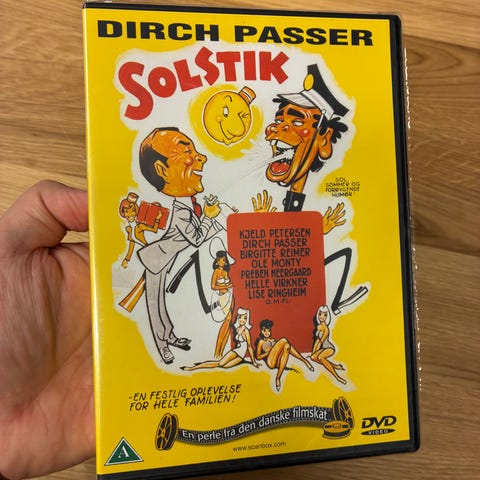 DIRCH PASSER
SOLSTIK
SOL,
SOMMER OG
FORRYGENDE
HUMØR!
KJELD PETERSEN
DIRCH PASSER
BIRGITTE REIMER
OLE MONTY
PREBEN NEERGAARD
HELLE VIRKNER
LISE RINGHEIM
O.M.FL.
-EN FESTLIG OPLEVELSE
FOR HELE FAMILIEN!
En perle fra den danske filmskat
www.scanbox.com
A
DVD
VIDEO